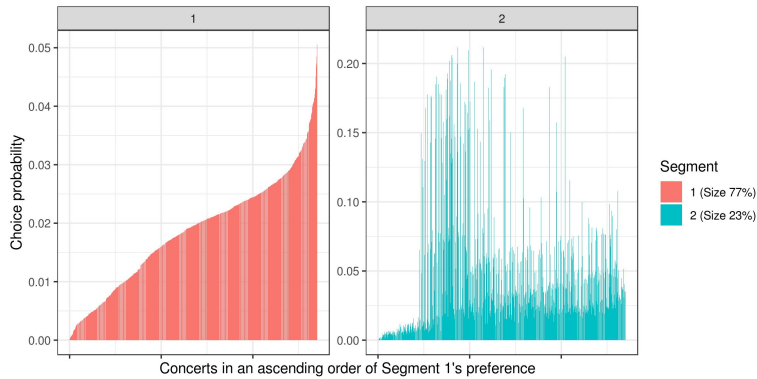 1
2
0.05
0.04
0.03
0.02
0.01
0.00
0.20
0.15
0.10
0.05
0.00
Choice probability
Concerts in an ascending order of Segment 1's preference
Segment
1 (Size 77%)
2 (Size 23%)